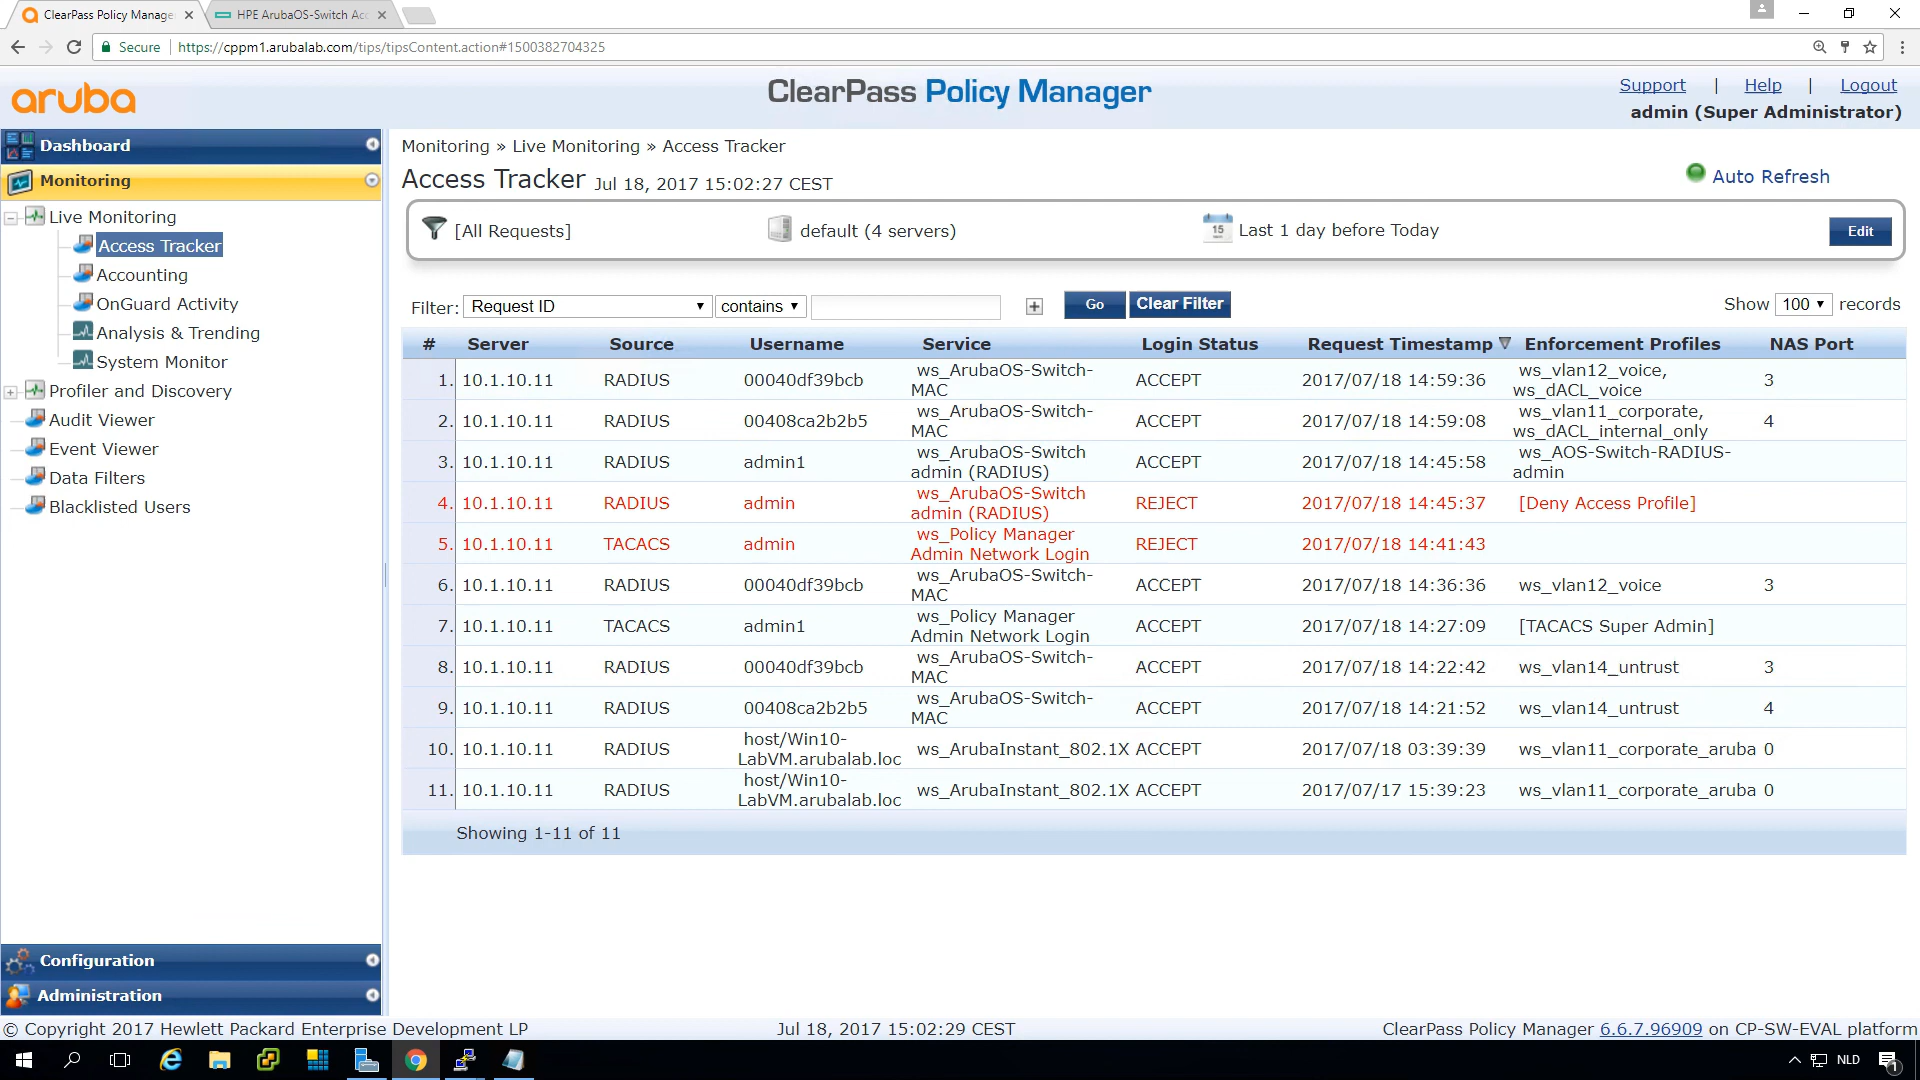 ClearPass Policy Manage
HPE ArubaOS-Switch Acc
Secure
https://cppm1.arubalab.com/tips/tipsContent.action#1500382704325
aruba
ClearPass Policy Manager
Support | Help | Logout
admin (Super Administrator)
Dashboard
Monitoring
Live Monitoring
Access Tracker
Accounting
OnGuard Activity
Analysis & Trending
System Monitor
Profiler and Discovery
Audit Viewer
Event Viewer
Data Filters
Blacklisted Users
Configuration
Administration
Monitoring » Live Monitoring » Access Tracker
Access Tracker Jul 18, 2017 15:02:27 CEST
Auto Refresh
[All Requests] default (4 servers) 15 Last 1 day before Today Edit
Filter: Request ID contains + Go Clear Filter Show 100 records
# Server Source Username Service Login Status Request Timestamp Enforcement Profiles NAS Port
1. 10.1.10.11 RADIUS 00040df39bcb ws_ArubaOS-Switch-MAC ACCEPT 2017/07/18 14:59:36 ws_vlan12_voice, ws_dACL_voice 3
2. 10.1.10.11 RADIUS 00408ca2b2b5 ws_ArubaOS-Switch-MAC ACCEPT 2017/07/18 14:59:08 ws_vlan11_corporate, ws_dACL_internal_only 4
3. 10.1.10.11 RADIUS admin1 ws_ArubaOS-Switch admin (RADIUS) ACCEPT 2017/07/18 14:45:58 ws_AOS-Switch-RADIUS-admin
4. 10.1.10.11 RADIUS admin ws_ArubaOS-Switch admin (RADIUS) REJECT 2017/07/18 14:45:37 [Deny Access Profile]
5. 10.1.10.11 TACACS admin ws_Policy Manager Admin Network Login REJECT 2017/07/18 14:41:43
6. 10.1.10.11 RADIUS 00040df39bcb ws_ArubaOS-Switch-MAC ACCEPT 2017/07/18 14:36:36 ws_vlan12_voice 3
7. 10.1.10.11 TACACS admin1 ws_Policy Manager Admin Network Login ACCEPT 2017/07/18 14:27:09 [TACACS Super Admin]
8. 10.1.10.11 RADIUS 00040df39bcb ws_ArubaOS-Switch-MAC ACCEPT 2017/07/18 14:22:42 ws_vlan14_untrust 3
9. 10.1.10.11 RADIUS 00408ca2b2b5 ws_ArubaOS-Switch-MAC ACCEPT 2017/07/18 14:21:52 ws_vlan14_untrust 4
10. 10.1.10.11 RADIUS host/Win10-LabVM.arubalab.loc ws_ArubaInstant_802.1X ACCEPT 2017/07/18 03:39:39 ws_vlan11_corporate_aruba 0
11. 10.1.10.11 RADIUS host/Win10-LabVM.arubalab.loc ws_ArubaInstant_802.1X ACCEPT 2017/07/17 15:39:23 ws_vlan11_corporate_aruba 0
Showing 1-11 of 11
© Copyright 2017 Hewlett Packard Enterprise Development LP
Jul 18, 2017 15:02:29 CEST
ClearPass Policy Manager 6.6.7.96909 on CP-SW-EVAL platform
NLD
1